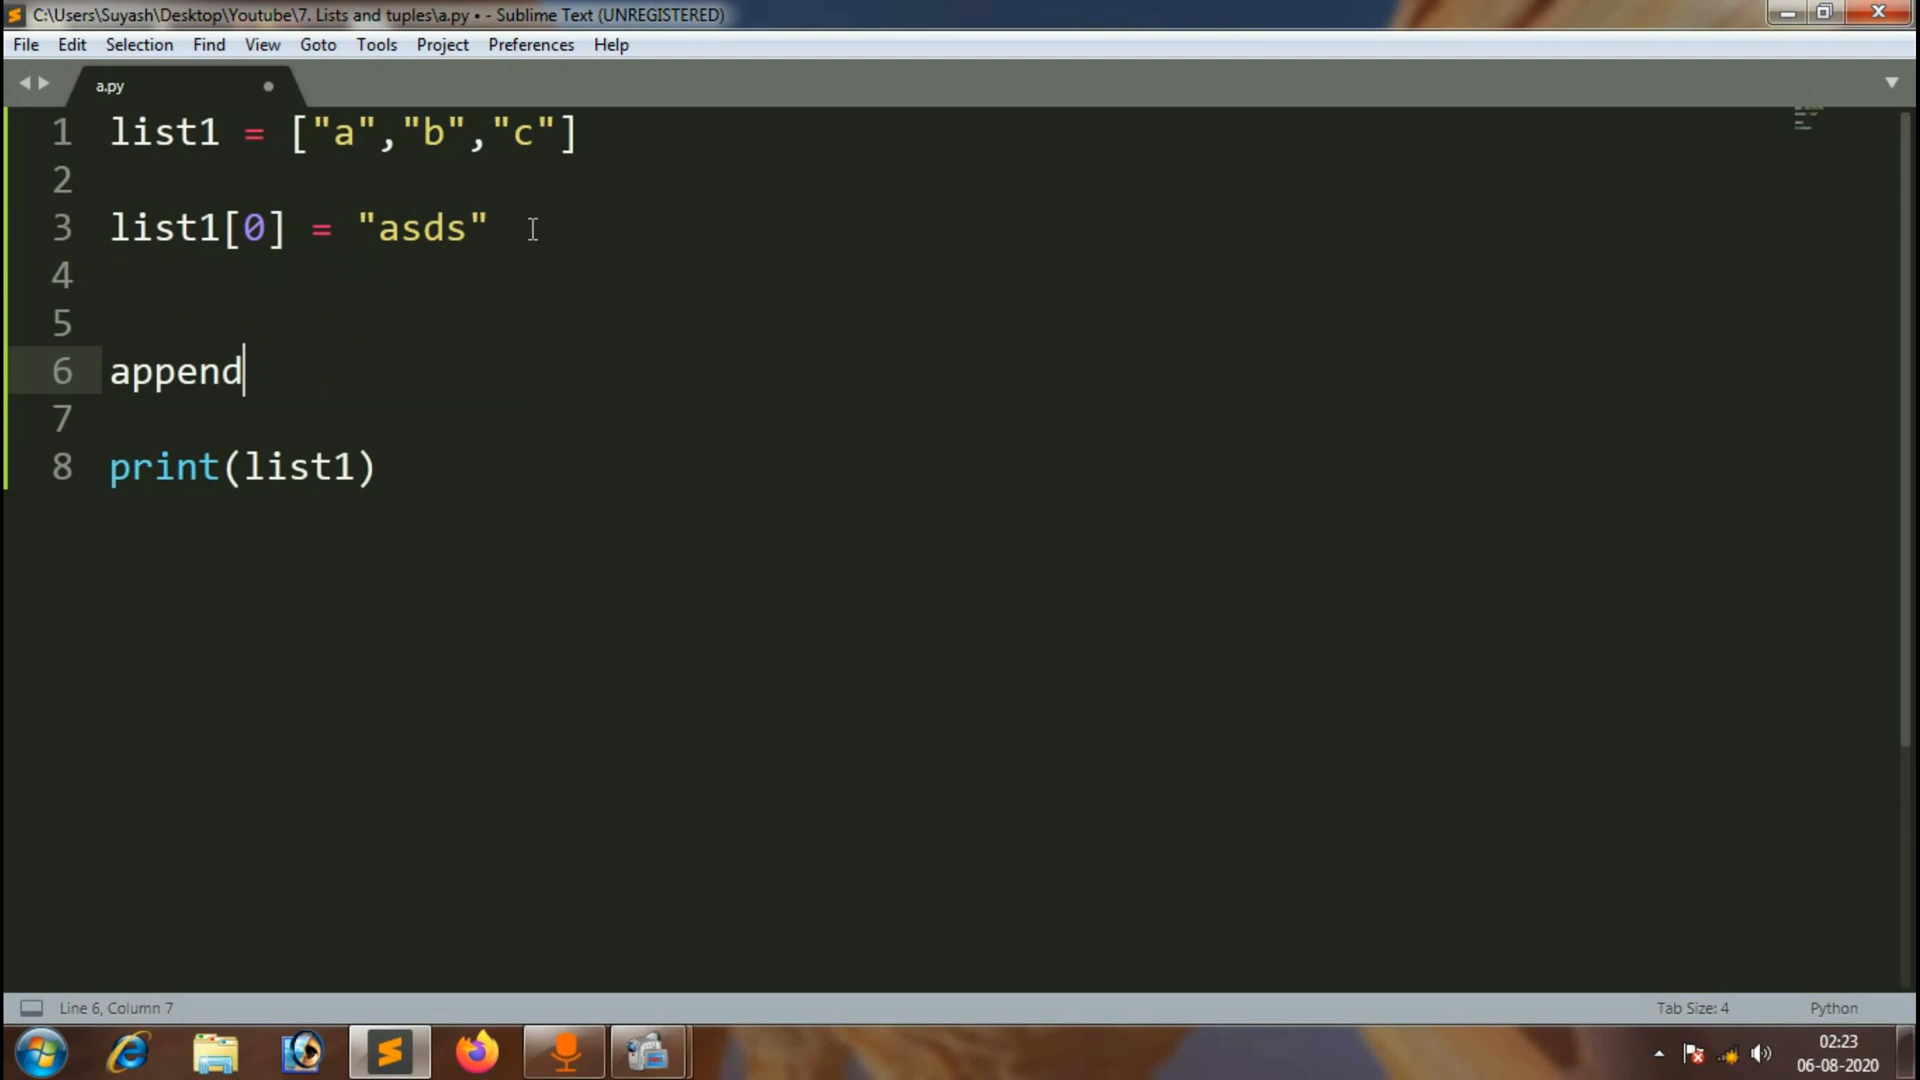 C:\Users\Suyash\Desktop\Youtube\7. Lists and tuples\a.py • - Sublime Text (UNREGISTERED)
File Edit Selection Find View Goto Tools Project Preferences Help
a.py
1 list1 = ["a","b","c"]
2
3 list1[0] = "asds"
4
5
6 append
7
8 print(list1)
Line 6, Column 7 Tab Size: 4 Python
02:23
06-08-2020